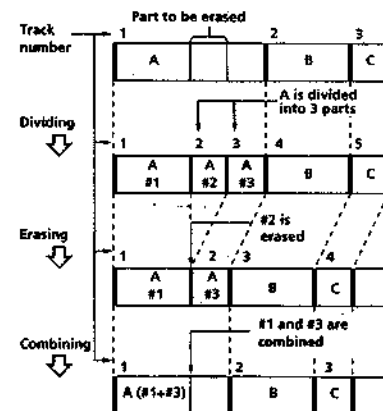 Part to be erased
Track number
1 2 3
A B C
A is divided into 3 parts
Dividing
1 2 3 4 5
A #1 A #2 A #3 B C
#2 is erased
Erasing
1 2 3 4
A #1 A #3 B C
#1 and #3 are combined
Combining
1 2 3
A (#1+#3) B C